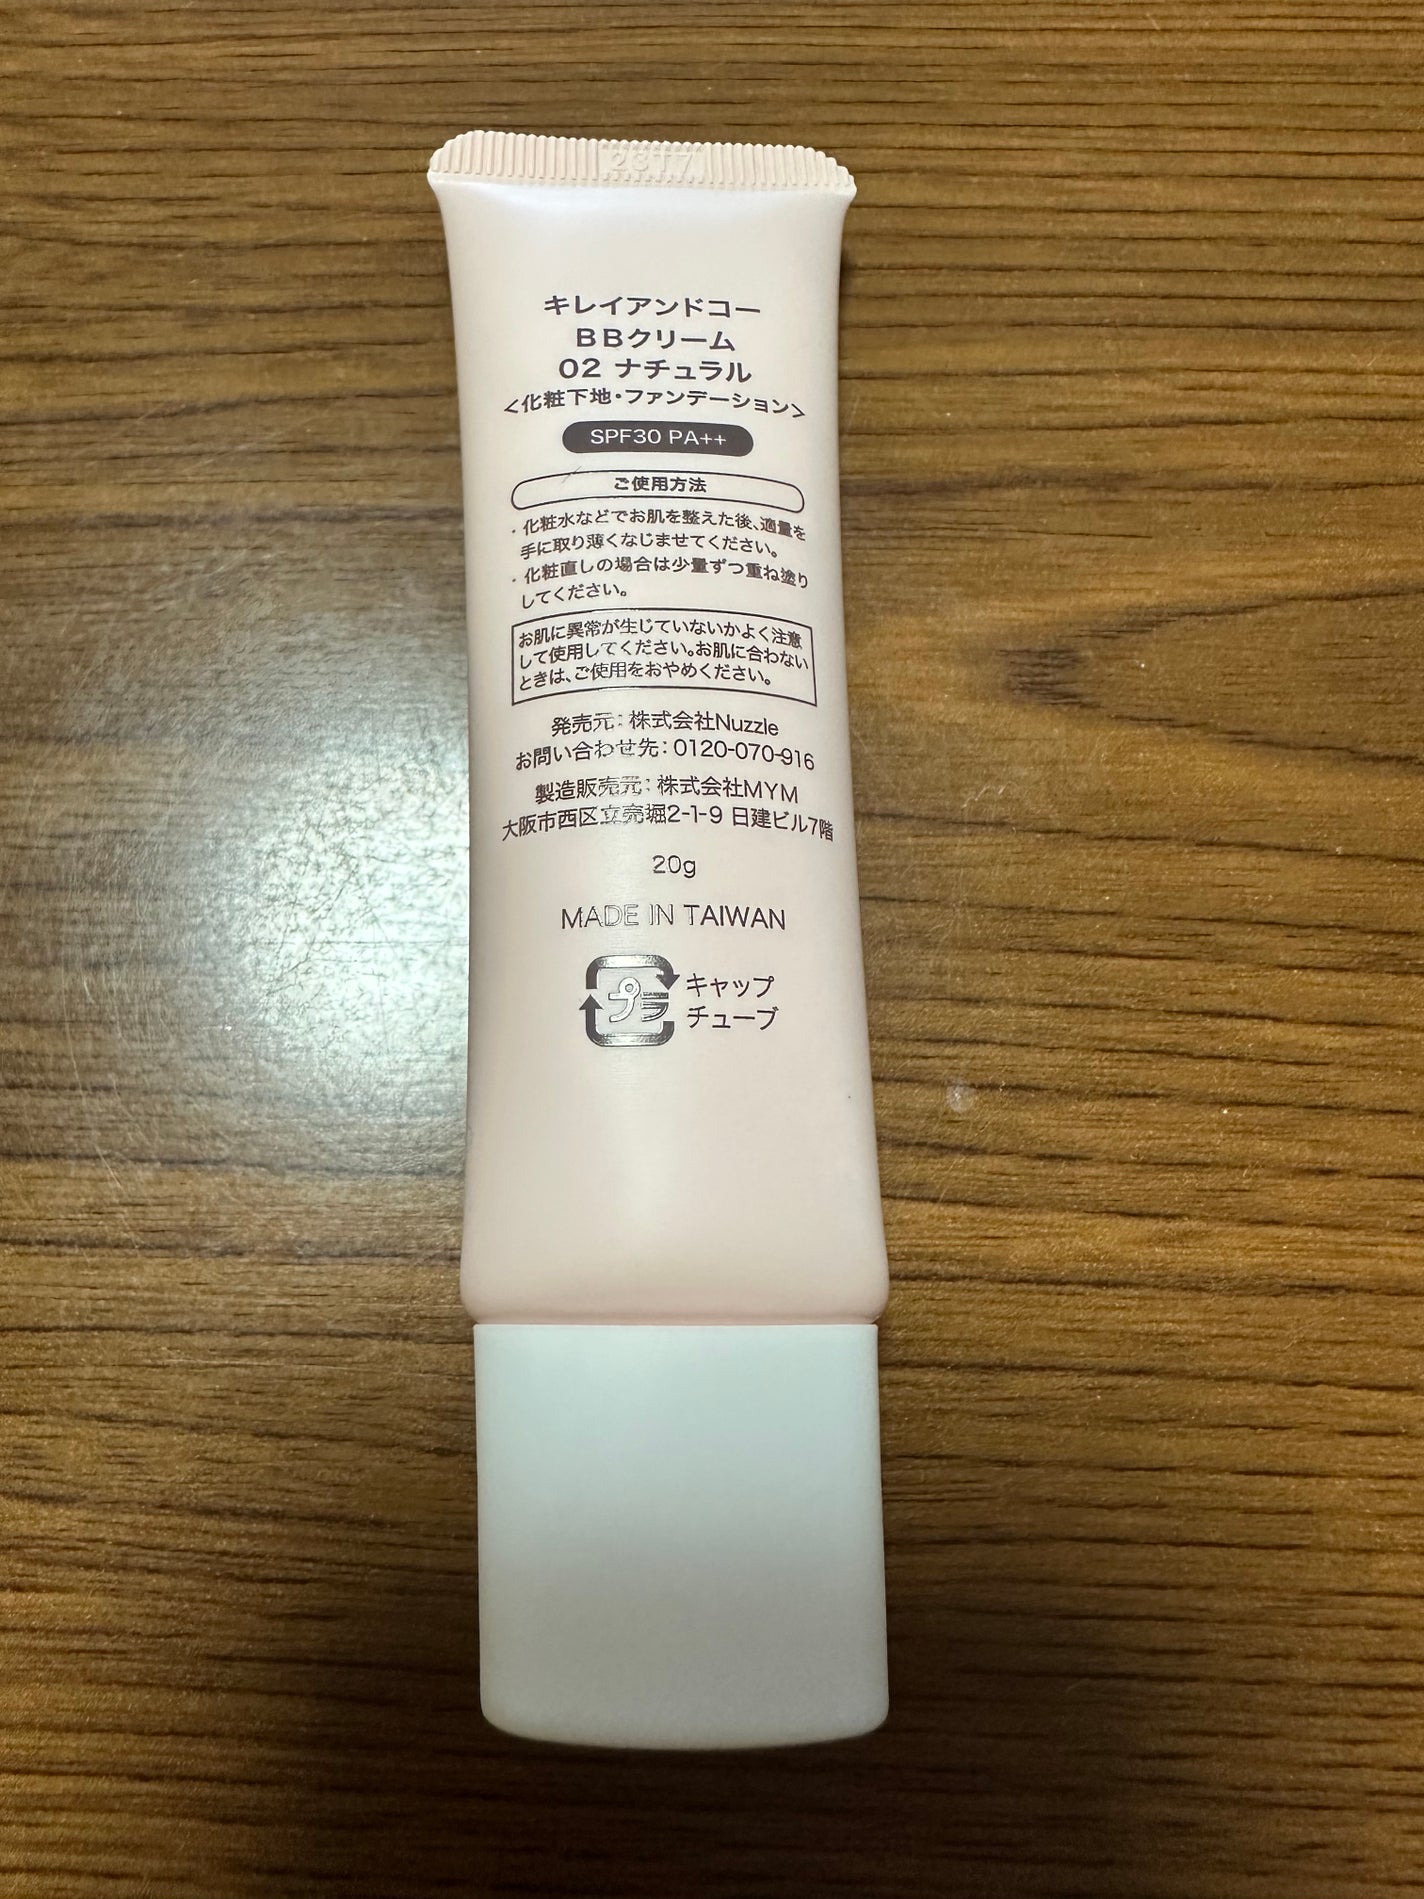 23T7
キレイアンドコー
BBクリーム
02 ナチュラル
<化粧下地・ファンデーション>
SPF30 PA++
ご使用方法
・化粧水などでお肌を整えた後、適量を
手に取り薄くなじませてください。
・化粧直しの場合は少量ずつ重ね塗り
してください。
お肌に異常が生じていないかよく注意
して使用してください。お肌に合わない
ときは、ご使用をおやめください。
発売元：株式会社Nuzzle
お問い合わせ先：0120-070-916
製造販売元：株式会社MYM
大阪市西区立売堀2-1-9 日建ビル7階
20g
MADE IN TAIWAN
プラ
キャップ
チューブ